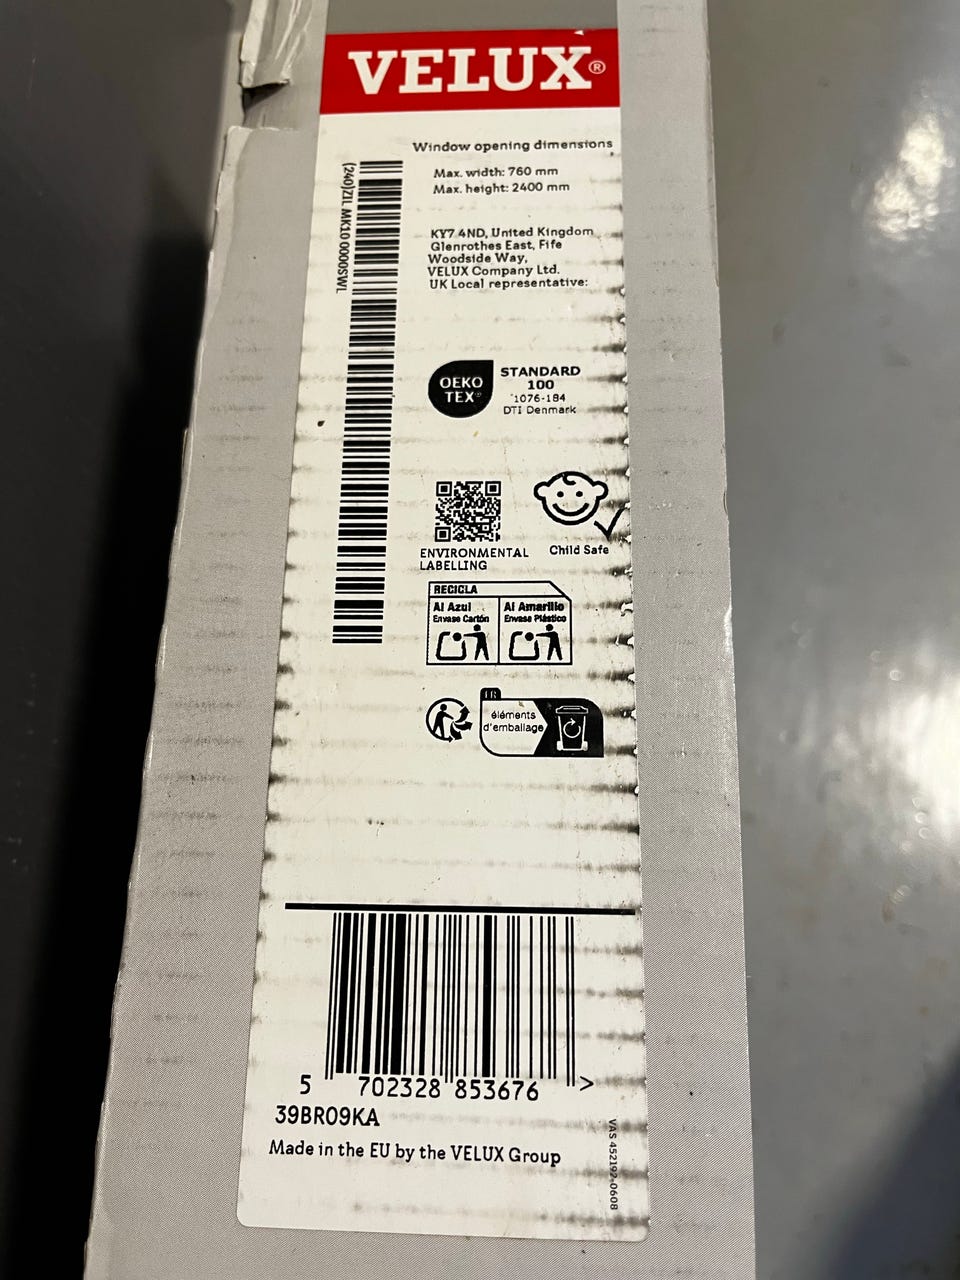 VELUX®
Window opening dimensions
Max. width: 760 mm
Max. height: 2400 mm
(240)ZIL MK10 0000SWL
KY7 4ND, United Kingdom
Glenrothes East, Fife
Woodside Way,
VELUX Company Ltd.
UK Local representative:
OEKO
TEX®
STANDARD
100
1076-184
DTI Denmark
ENVIRONMENTAL
LABELLING
Child Safe
RECICLA
Al Azul
Envase Cartón
Al Amarillo
Envase Plástico
FR
éléments
d'emballage
5 702328 853676 >
39BR09KA
Made in the EU by the VELUX Group
VAS 452192-0608